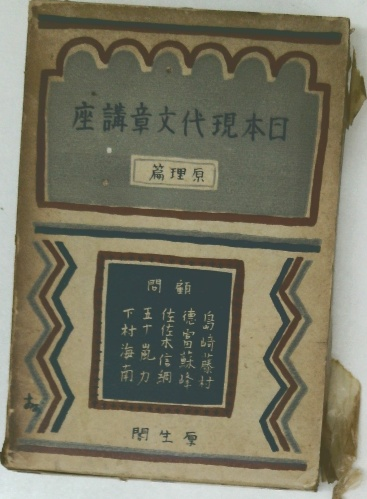 日本現代文章講座
原理篇
顧問
島崎藤村
德富蘇峰
佐佐木信綱
五十嵐力
下村海南
厚生閣